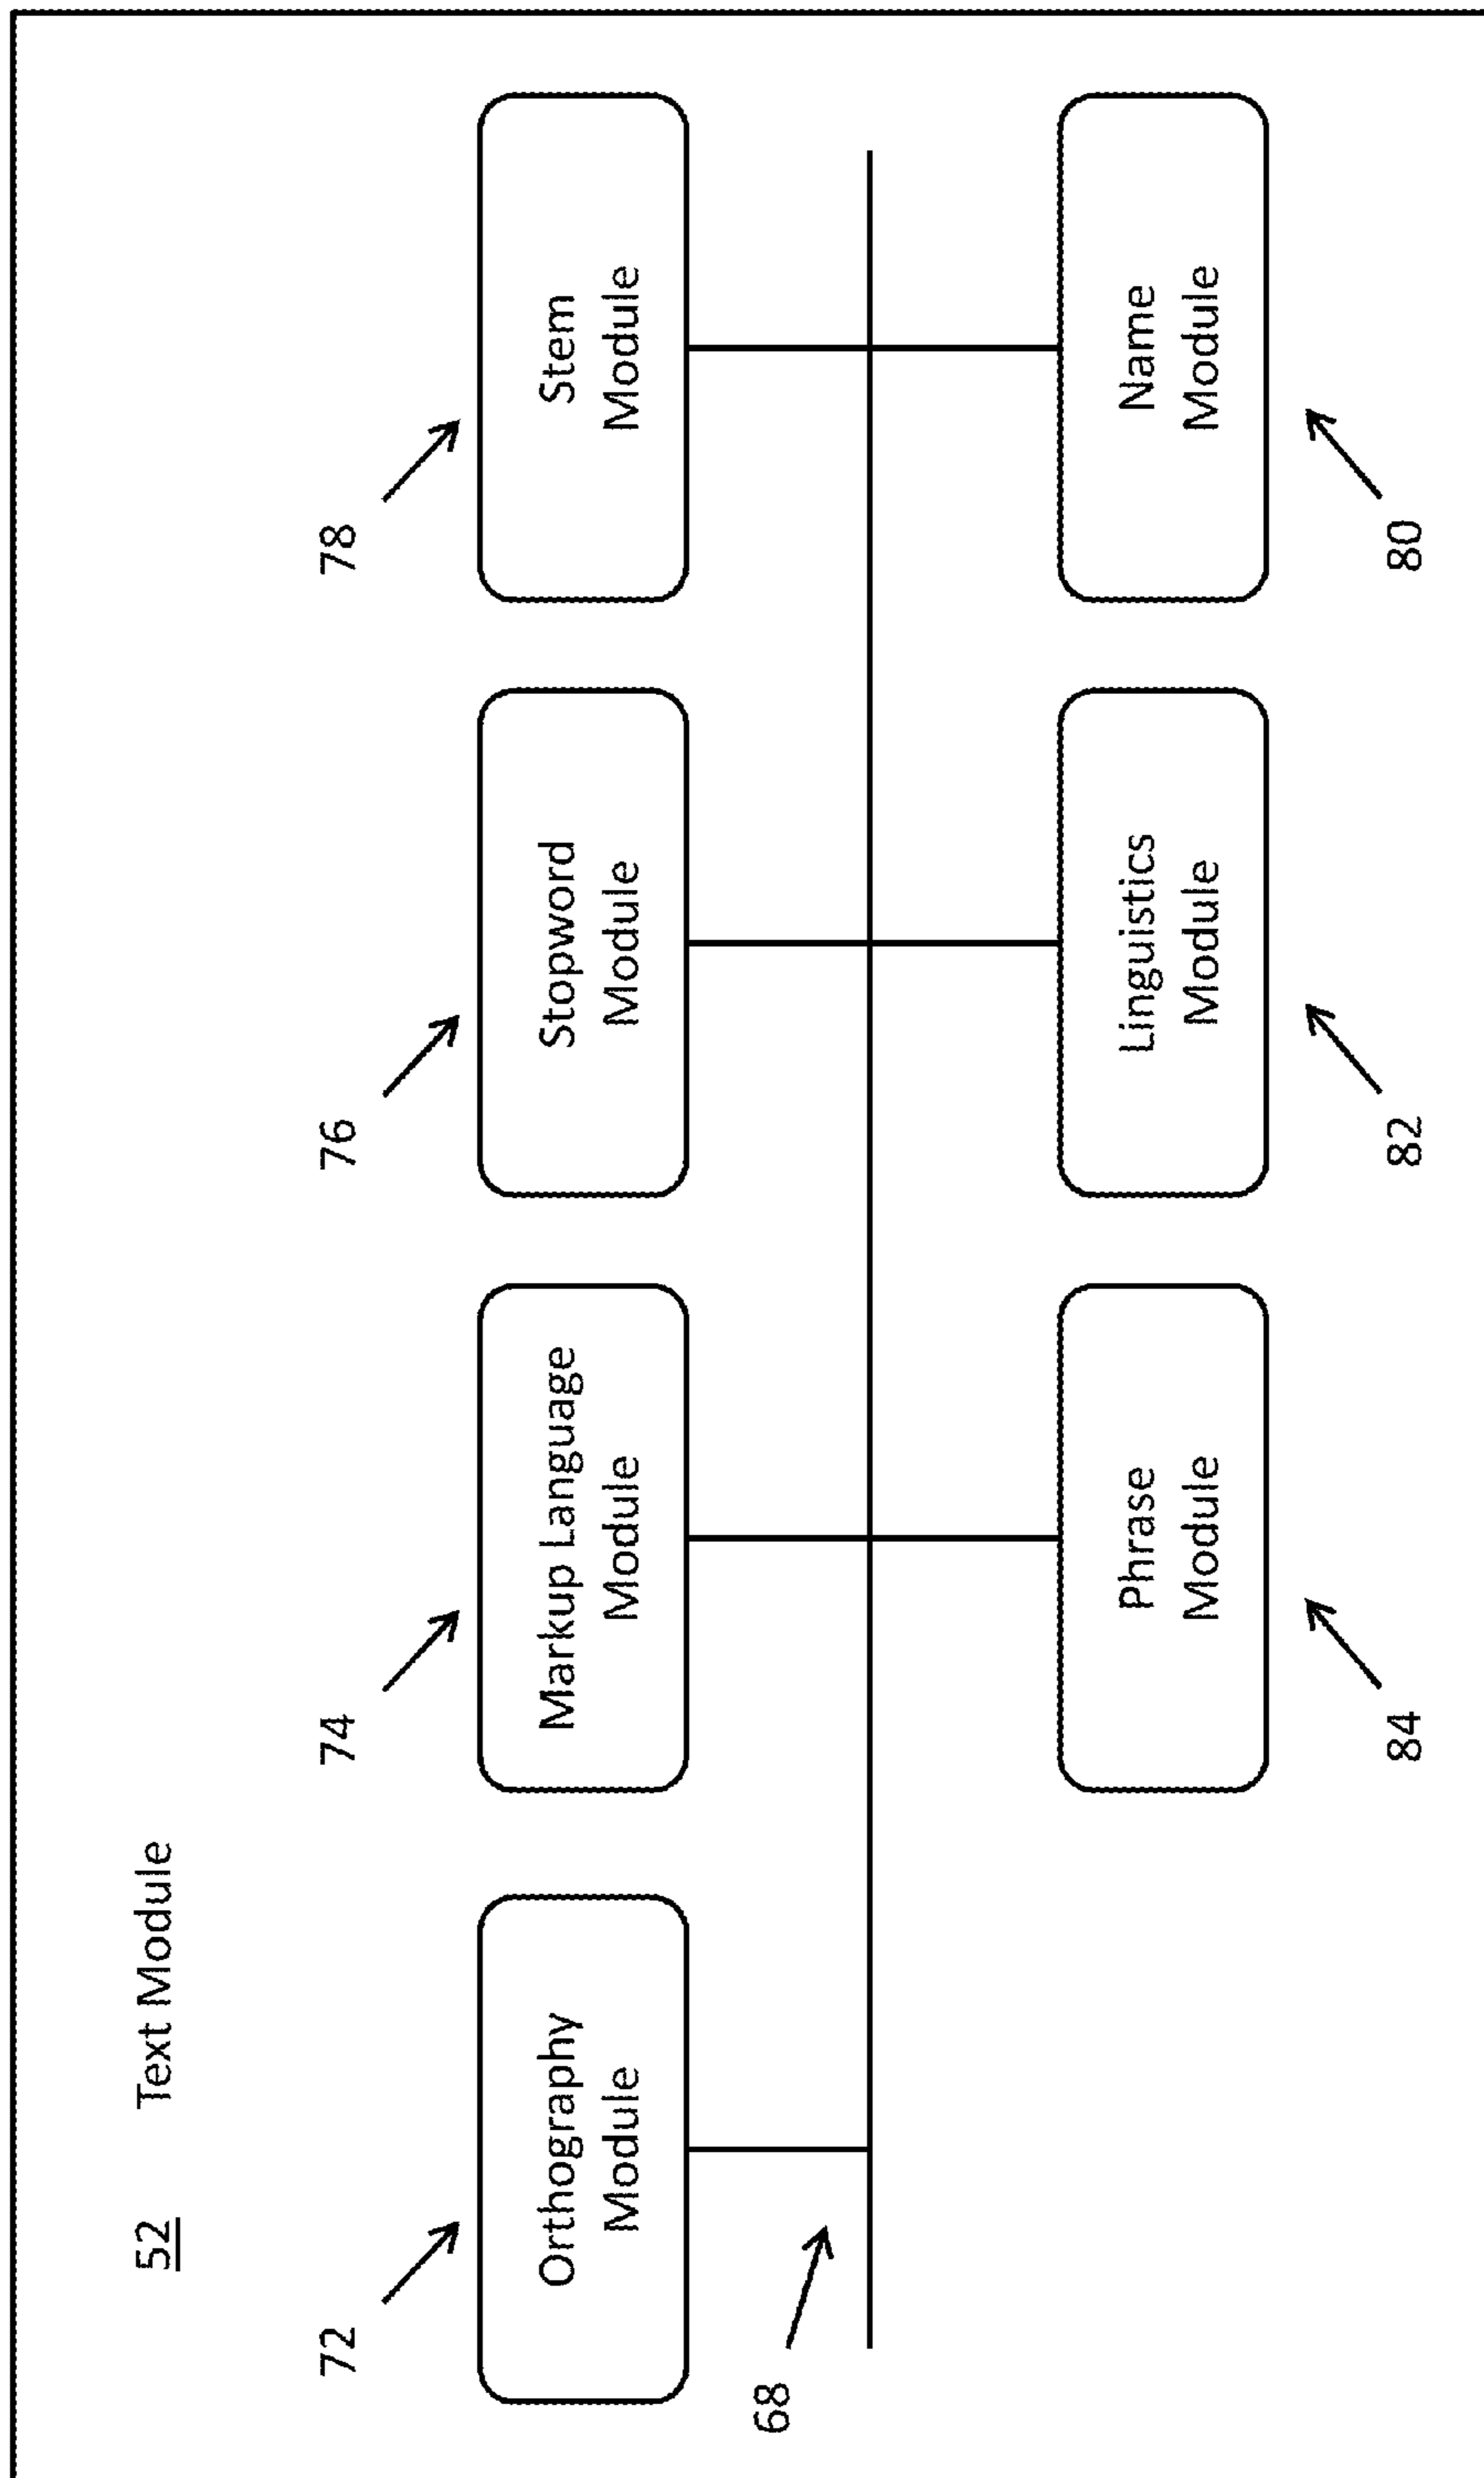 52 Text Module
72
74
76
78
Orthography
Module
Markup Language
Module
Stopword
Module
Stem
Module
68
Phrase
Module
Linguistics
Module
Name
Module
84
82
80